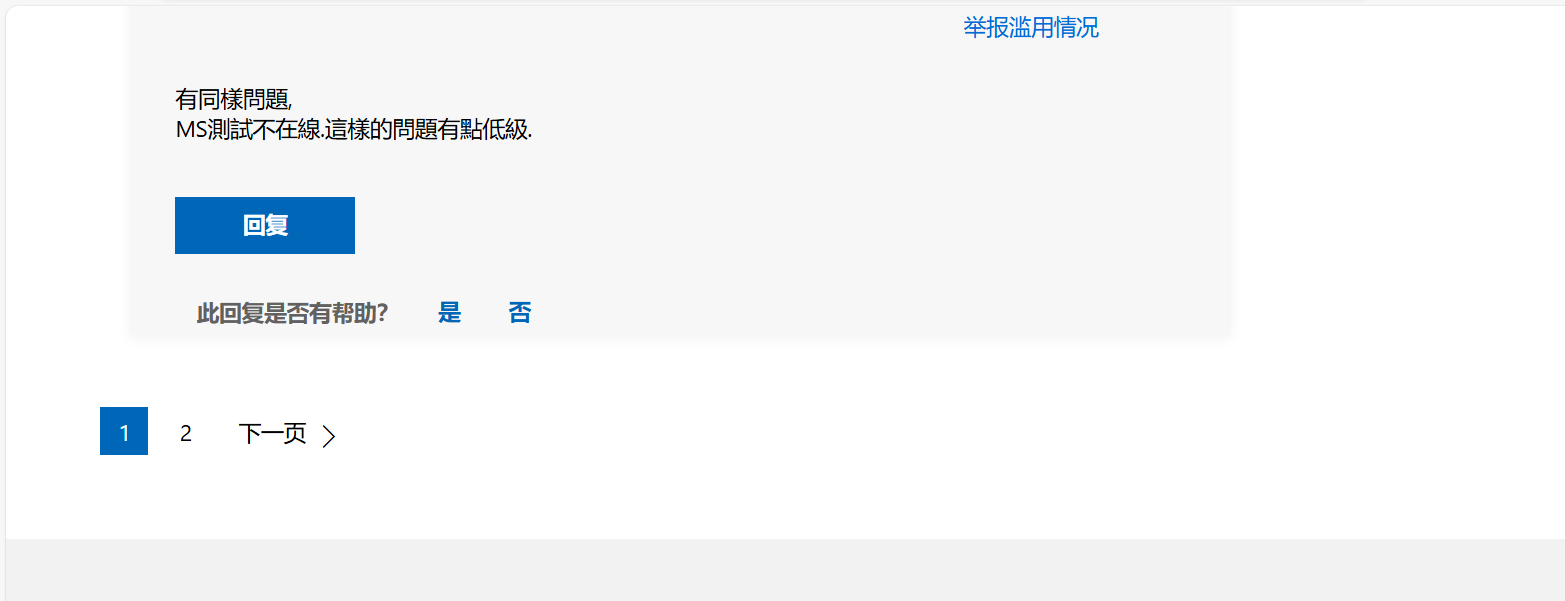 举报滥用情况
有同樣問題,
MS測試不在線.這樣的問題有點低級.
回复
此回复是否有帮助?
是
否
1
2
下一页